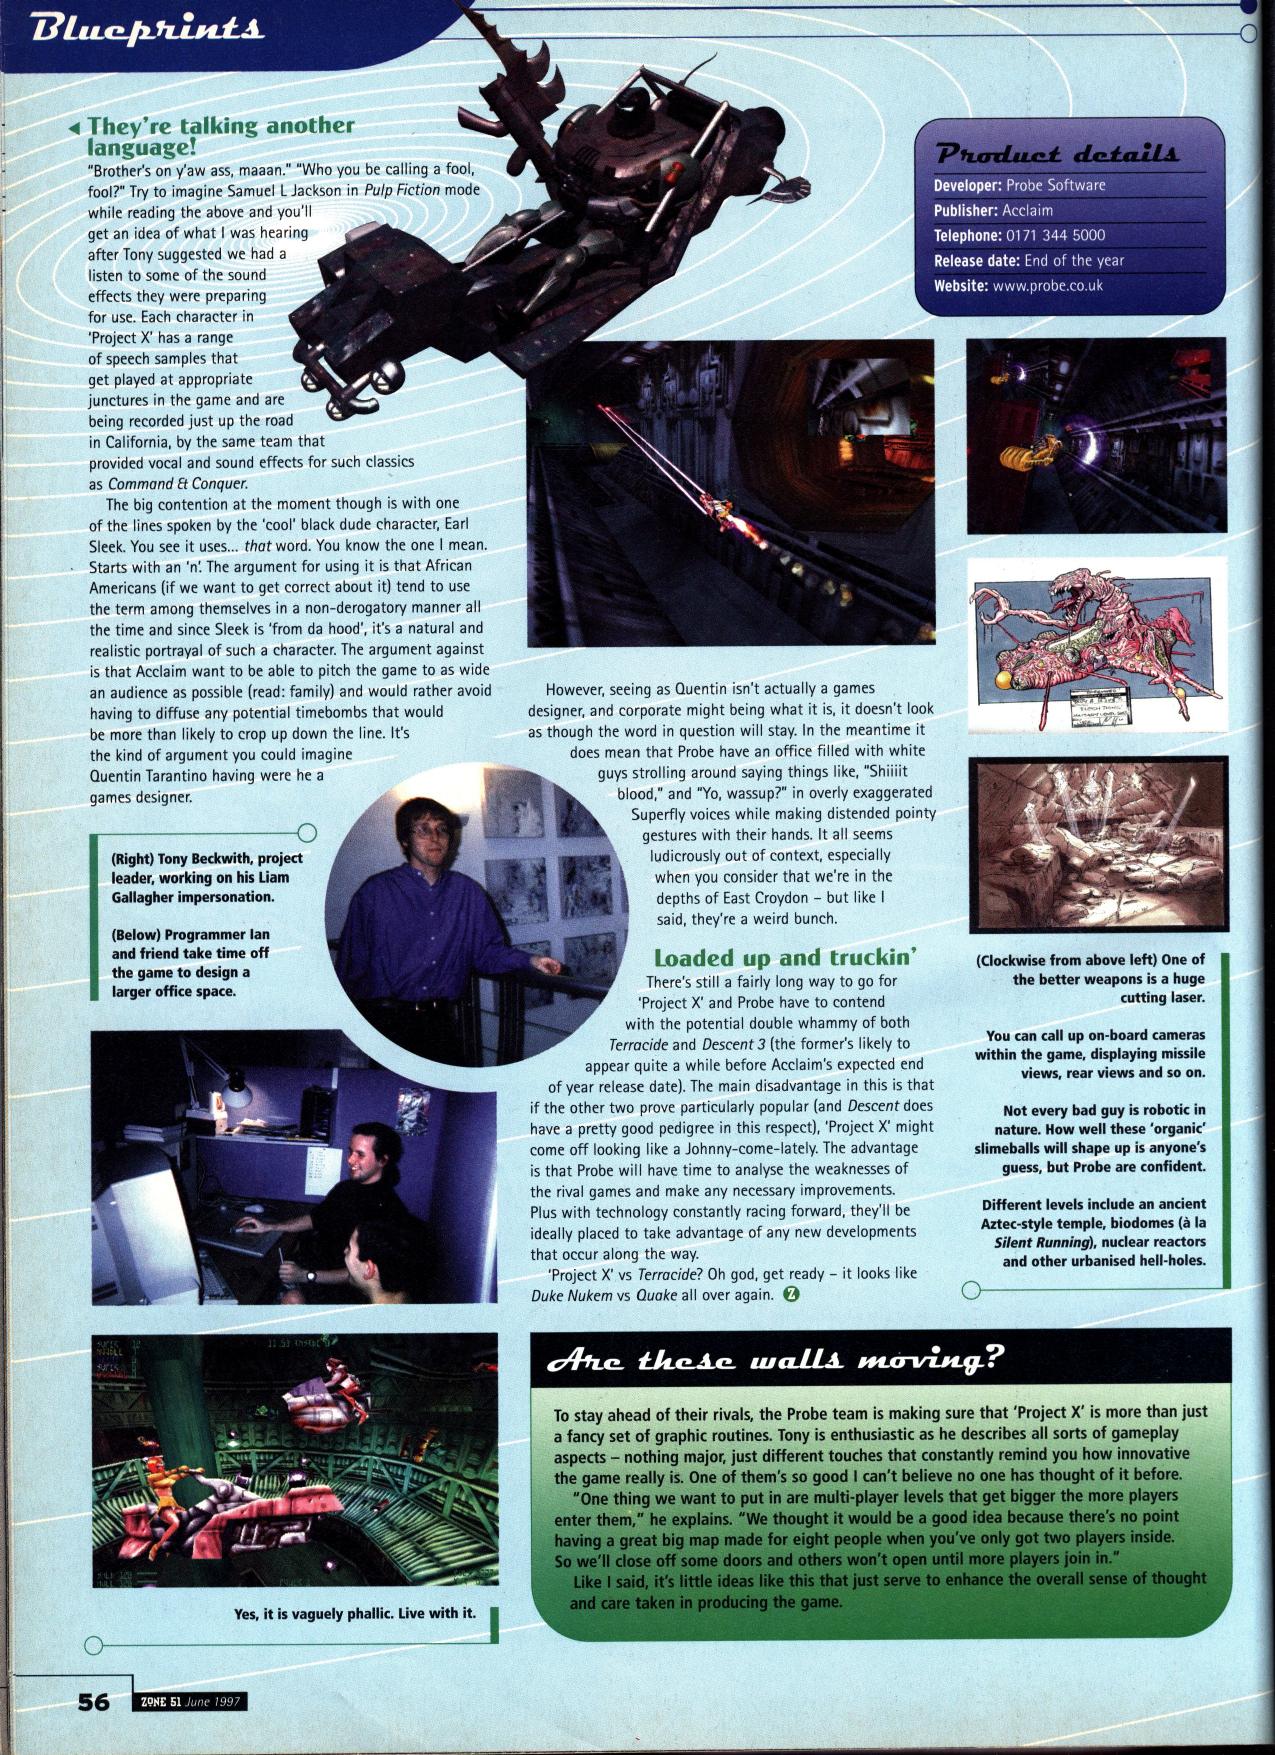 Blueprints
They're talking another
language!
"Brother's on y'aw ass, maaan." "Who you be calling a fool,
fool?" Try to imagine Samuel L Jackson in Pulp Fiction mode
while reading the above and you'll
get an idea of what I was hearing
after Tony suggested we had a
listen to some of the sound
effects they were preparing
for use. Each character in
'Project X' has a range
of speech samples that
get played at appropriate
junctures in the game and are
being recorded just up the road
in California, by the same team that
provided vocal and sound effects for such classics
as Command & Conquer.
The big contention at the moment though is with one
of the lines spoken by the 'cool' black dude character, Earl
Sleek. You see it uses... that word. You know the one I mean.
Starts with an 'n'. The argument for using it is that African
Americans (if we want to get correct about it) tend to use
the term among themselves in a non-derogatory manner all
the time and since Sleek is 'from da hood', it's a natural and
realistic portrayal of such a character. The argument against
is that Acclaim want to be able to pitch the game to as wide
an audience as possible (read: family) and would rather avoid
having to diffuse any potential timebombs that would
be more than likely to crop up down the line. It's
the kind of argument you could imagine
Quentin Tarantino having were he a
games designer.
(Right) Tony Beckwith, project
leader, working on his Liam
Gallagher impersonation.
(Below) Programmer Ian
and friend take time off
the game to design a
larger office space.
Yes, it is vaguely phallic. Live with it.
However, seeing as Quentin isn't actually a games
designer, and corporate might being what it is, it doesn't look
as though the word in question will stay. In the meantime it
does mean that Probe have an office filled with white
guys strolling around saying things like, "Shiiiit
blood," and "Yo, wassup?" in overly exaggerated
Superfly voices while making distended pointy
gestures with their hands. It all seems
ludicrously out of context, especially
when you consider that we're in the
depths of East Croydon – but like I
said, they're a weird bunch.
Loaded up and truckin'
There's still a fairly long way to go for
'Project X' and Probe have to contend
with the potential double whammy of both
Terracide and Descent 3 (the former's likely to
appear quite a while before Acclaim's expected end
of year release date). The main disadvantage in this is that
if the other two prove particularly popular (and Descent does
have a pretty good pedigree in this respect), 'Project X' might
come off looking like a Johnny-come-lately. The advantage
is that Probe will have time to analyse the weaknesses of
the rival games and make any necessary improvements.
Plus with technology constantly racing forward, they'll be
ideally placed to take advantage of any new developments
that occur along the way.
'Project X' vs Terracide? Oh god, get ready – it looks like
Duke Nukem vs Quake all over again. Z
Product details
Developer: Probe Software
Publisher: Acclaim
Telephone: 0171 344 5000
Release date: End of the year
Website: www.probe.co.uk
(Clockwise from above left) One of
the better weapons is a huge
cutting laser.
You can call up on-board cameras
within the game, displaying missile
views, rear views and so on.
Not every bad guy is robotic in
nature. How well these 'organic'
slimeballs will shape up is anyone's
guess, but Probe are confident.
Different levels include an ancient
Aztec-style temple, biodomes (à la
Silent Running), nuclear reactors
and other urbanised hell-holes.
Are these walls moving?
To stay ahead of their rivals, the Probe team is making sure that 'Project X' is more than just
a fancy set of graphic routines. Tony is enthusiastic as he describes all sorts of gameplay
aspects – nothing major, just different touches that constantly remind you how innovative
the game really is. One of them's so good I can't believe no one has thought of it before.
"One thing we want to put in are multi-player levels that get bigger the more players
enter them," he explains. "We thought it would be a good idea because there's no point
having a great big map made for eight people when you've only got two players inside.
So we'll close off some doors and others won't open until more players join in."
Like I said, it's little ideas like this that just serve to enhance the overall sense of thought
and care taken in producing the game.
56
ZONE 51 June 1997